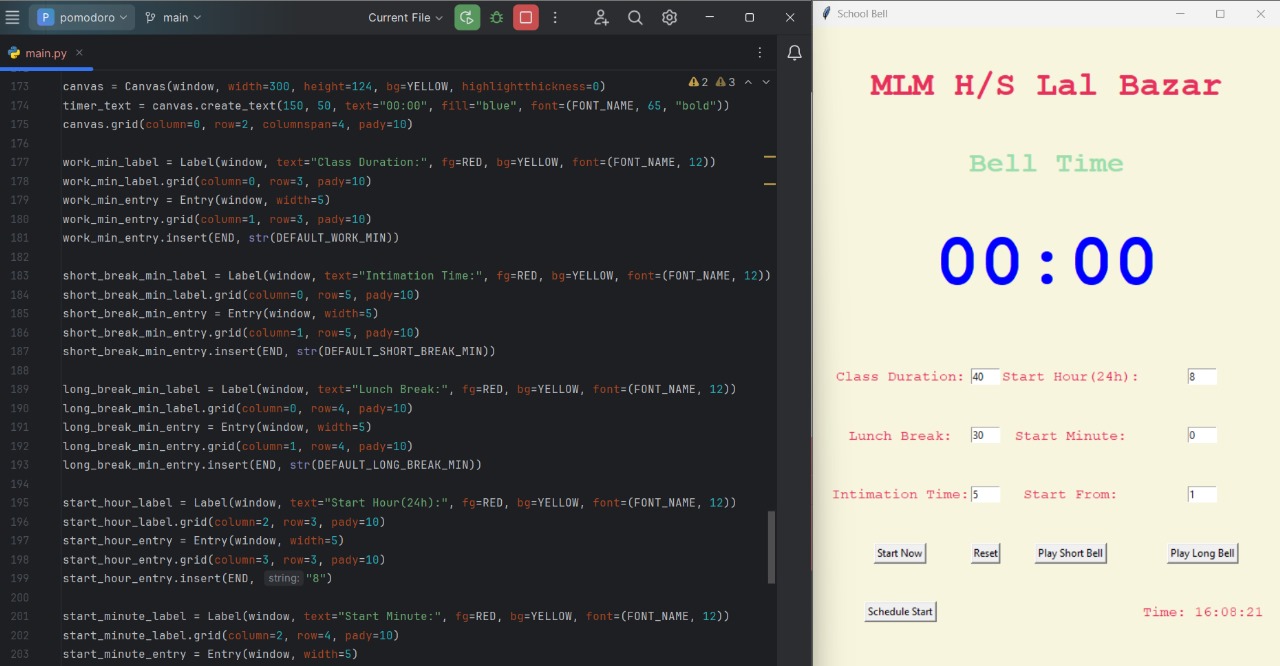 P pomodoro
main
Current File
School Bell
main.py
2 3
173 canvas = Canvas(window, width=300, height=124, bg=YELLOW, highlightthickness=0)
174 timer_text = canvas.create_text(150, 50, text="00:00", fill="blue", font=(FONT_NAME, 65, "bold"))
175 canvas.grid(column=0, row=2, columnspan=4, pady=10)
176
177 work_min_label = Label(window, text="Class Duration:", fg=RED, bg=YELLOW, font=(FONT_NAME, 12))
178 work_min_label.grid(column=0, row=3, pady=10)
179 work_min_entry = Entry(window, width=5)
180 work_min_entry.grid(column=1, row=3, pady=10)
181 work_min_entry.insert(END, str(DEFAULT_WORK_MIN))
182
183 short_break_min_label = Label(window, text="Intimation Time:", fg=RED, bg=YELLOW, font=(FONT_NAME, 12))
184 short_break_min_label.grid(column=0, row=5, pady=10)
185 short_break_min_entry = Entry(window, width=5)
186 short_break_min_entry.grid(column=1, row=5, pady=10)
187 short_break_min_entry.insert(END, str(DEFAULT_SHORT_BREAK_MIN))
188
189 long_break_min_label = Label(window, text="Lunch Break:", fg=RED, bg=YELLOW, font=(FONT_NAME, 12))
190 long_break_min_label.grid(column=0, row=4, pady=10)
191 long_break_min_entry = Entry(window, width=5)
192 long_break_min_entry.grid(column=1, row=4, pady=10)
193 long_break_min_entry.insert(END, str(DEFAULT_LONG_BREAK_MIN))
194
195 start_hour_label = Label(window, text="Start Hour(24h):", fg=RED, bg=YELLOW, font=(FONT_NAME, 12))
196 start_hour_label.grid(column=2, row=3, pady=10)
197 start_hour_entry = Entry(window, width=5)
198 start_hour_entry.grid(column=3, row=3, pady=10)
199 start_hour_entry.insert(END, string: "8")
200
201 start_minute_label = Label(window, text="Start Minute:", fg=RED, bg=YELLOW, font=(FONT_NAME, 12))
202 start_minute_label.grid(column=2, row=4, pady=10)
203 start_minute_entry = Entry(window, width=5)
MLM H/S Lal Bazar
Bell Time
00:00
Class Duration: 40 Start Hour(24h): 8
Lunch Break: 30 Start Minute: 0
Intimation Time: 5 Start From: 1
Start Now Reset Play Short Bell Play Long Bell
Schedule Start Time: 16:08:21